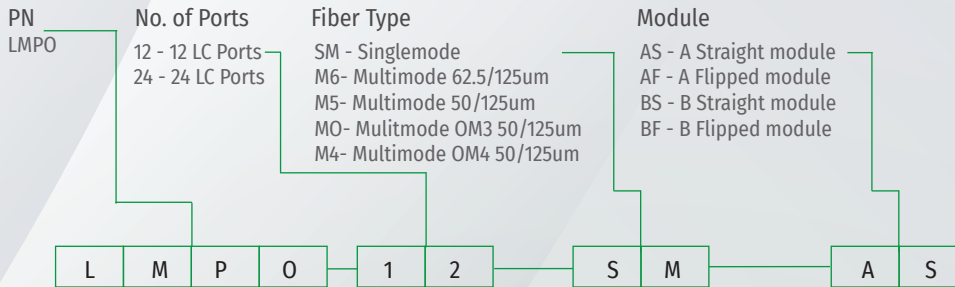 PN
LMPO
No. of Ports
12 - 12 LC Ports
24 - 24 LC Ports
Fiber Type
SM - Singlemode
M6- Multimode 62.5/125um
M5- Multimode 50/125um
MO- Mulitmode OM3 50/125um
M4- Multimode OM4 50/125um
Module
AS - A Straight module
AF - A Flipped module
BS - B Straight module
BF - B Flipped module
L M P O 1 2 S M A S